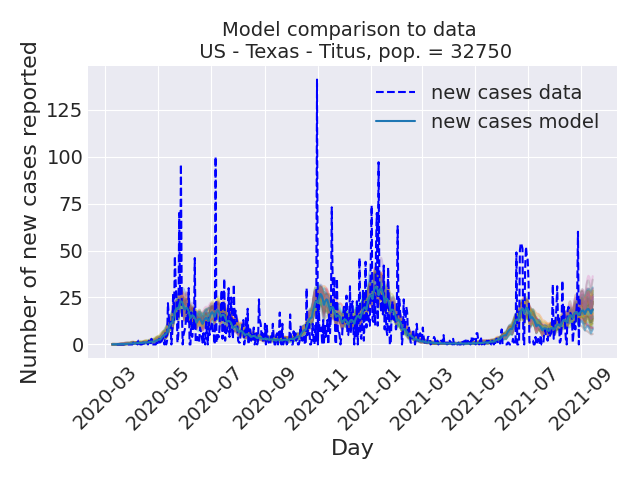 Model comparison to data
US - Texas - Titus, pop. = 32750
Number of new cases reported
125
100
75
50
25
0
new cases data
new cases model
2020-03
2020-05
2020-07
2020-09
2020-11
2021-01
2021-03
2021-05
2021-07
2021-09
Day